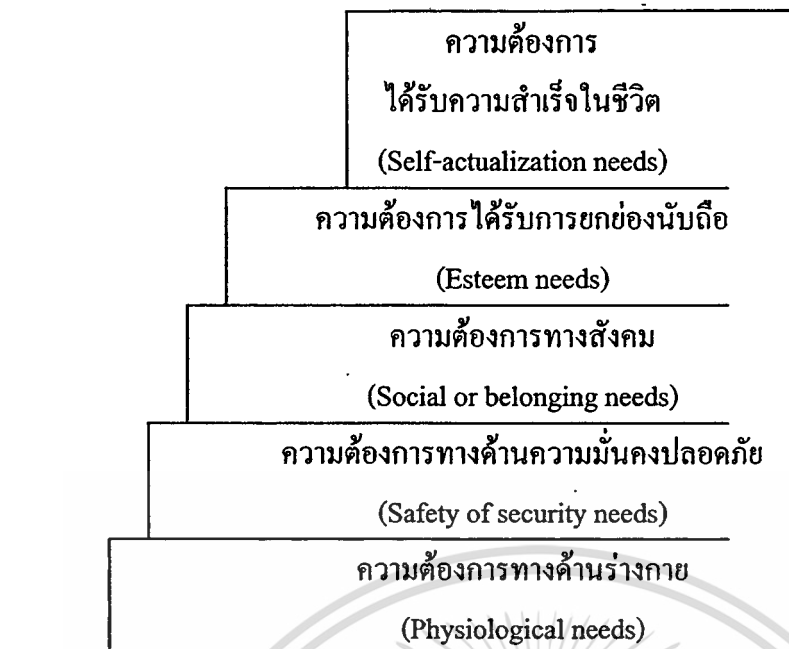 ความต้องการ
ได้รับความสำเร็จในชีวิต
(Self-actualization needs)
ความต้องการได้รับการยกย่องนับถือ
(Esteem needs)
ความต้องการทางสังคม
(Social or belonging needs)
ความต้องการทางด้านความมั่นคงปลอดภัย
(Safety of security needs)
ความต้องการทางด้านร่างกาย
(Physiological needs)